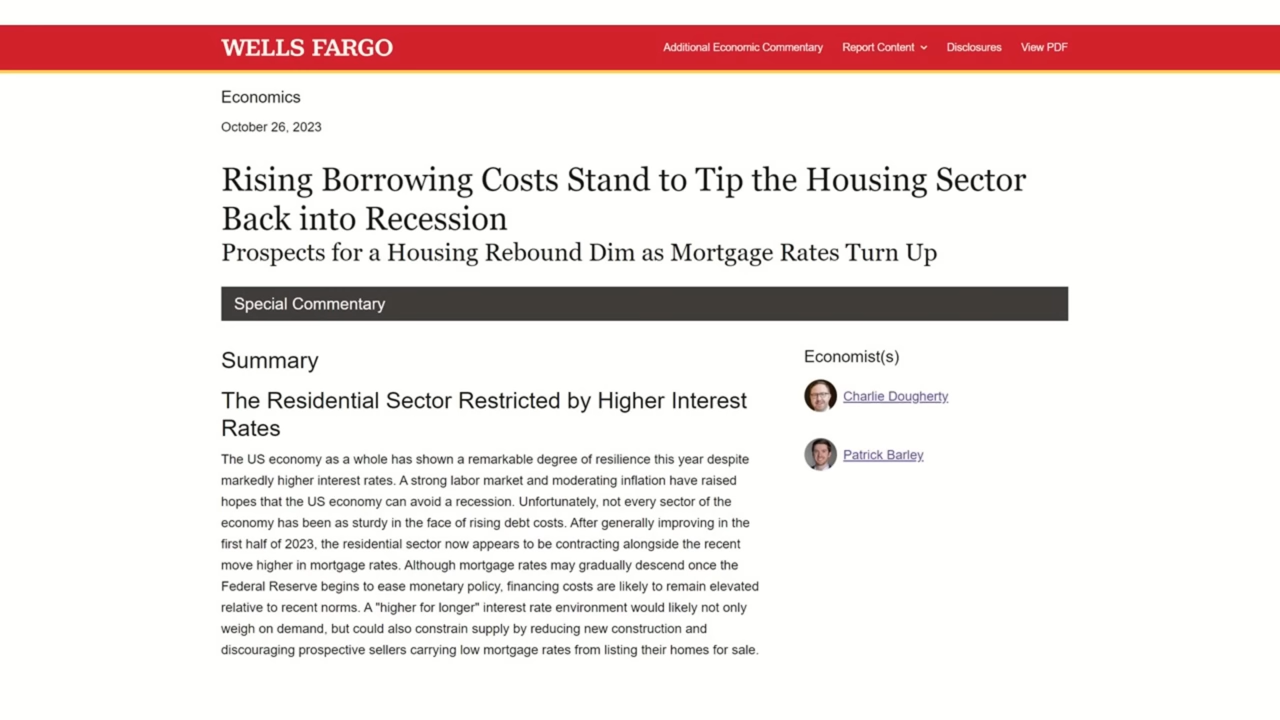 WELLS FARGO
Additional Economic Commentary Report Content Disclosures View PDF
Economics
October 26, 2023
Rising Borrowing Costs Stand to Tip the Housing Sector
Back into Recession
Prospects for a Housing Rebound Dim as Mortgage Rates Turn Up
Special Commentary
Summary
The Residential Sector Restricted by Higher Interest
Rates
The US economy as a whole has shown a remarkable degree of resilience this year despite
markedly higher interest rates. A strong labor market and moderating inflation have raised
hopes that the US economy can avoid a recession. Unfortunately, not every sector of the
economy has been as sturdy in the face of rising debt costs. After generally improving in the
first half of 2023, the residential sector now appears to be contracting alongside the recent
move higher in mortgage rates. Although mortgage rates may gradually descend once the
Federal Reserve begins to ease monetary policy, financing costs are likely to remain elevated
relative to recent norms. A "higher for longer" interest rate environment would likely not only
weigh on demand, but could also constrain supply by reducing new construction and
discouraging prospective sellers carrying low mortgage rates from listing their homes for sale.
Economist(s)
Charlie Dougherty
Patrick Barley